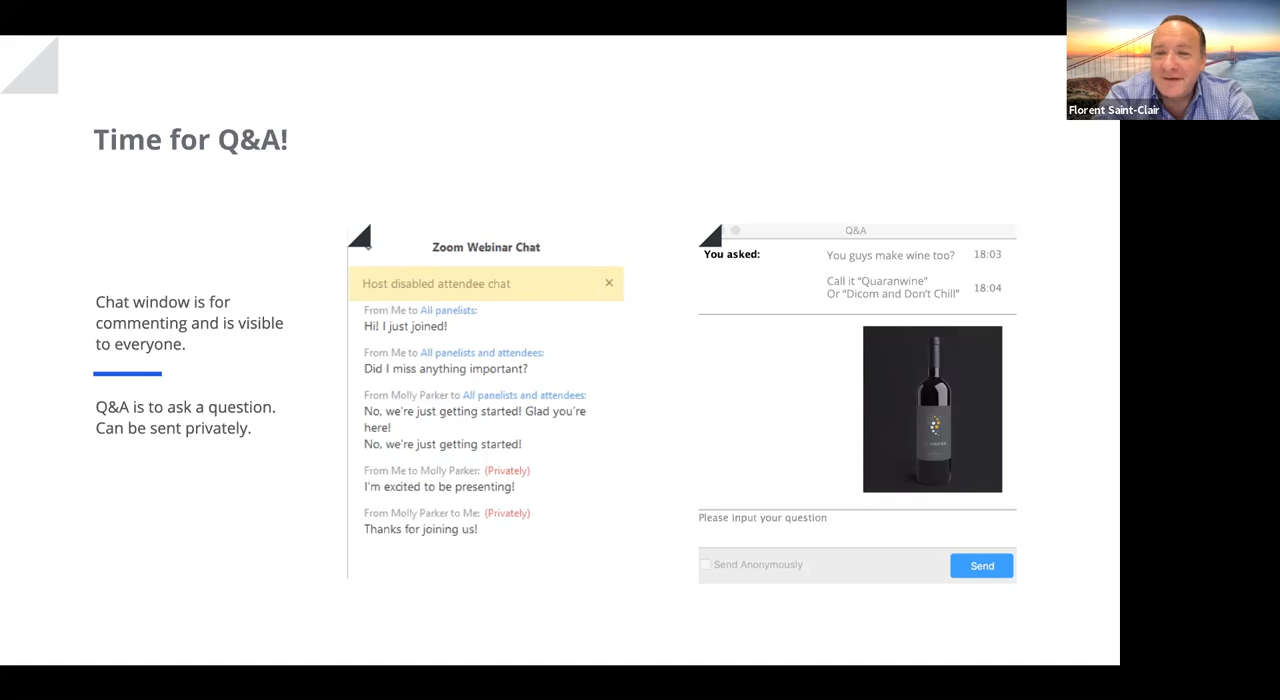 Florent Saint-Clair
Time for Q&A!
Chat window is for
commenting and is visible
to everyone.
Q&A is to ask a question.
Can be sent privately.
Zoom Webinar Chat
Host disabled attendee chat ×
From Me to All panelists:
Hi! I just joined!
From Me to All panelists and attendees:
Did I miss anything important?
From Molly Parker to All panelists and attendees:
No, we're just getting started! Glad you're
here!
No, we're just getting started!
From Me to Molly Parker: (Privately)
I'm excited to be presenting!
From Molly Parker to Me: (Privately)
Thanks for joining us!
Q&A
You asked: You guys make wine too? 18:03
Call it “Quaranwine”
Or “Dicom and Don’t Chill” 18:04
Please input your question
Send Anonymously
Send